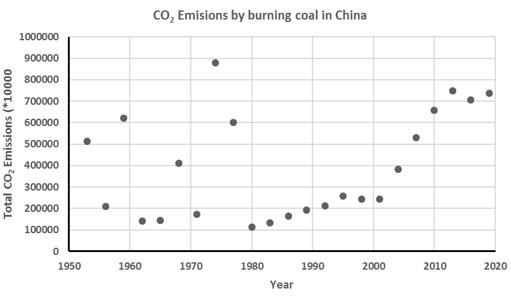 CO₂ Emisions by burning coal in China
Total CO₂ Emissions (*10000
1000000
900000
800000
700000
600000
500000
400000
300000
200000
100000
0
1950 1960 1970 1980 1990 2000 2010 2020
Year